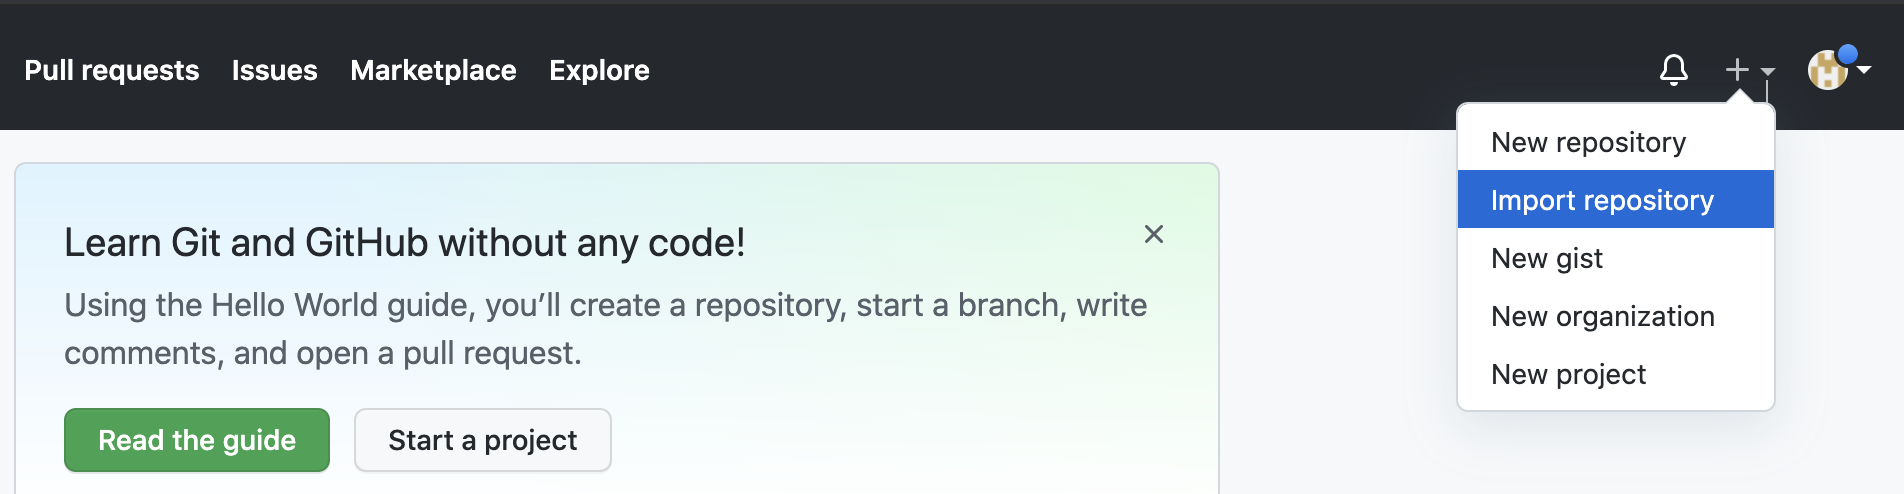 Pull requests Issues Marketplace Explore
New repository
Import repository
New gist
New organization
New project
Learn Git and GitHub without any code!
Using the Hello World guide, you’ll create a repository, start a branch, write
comments, and open a pull request.
Read the guide Start a project